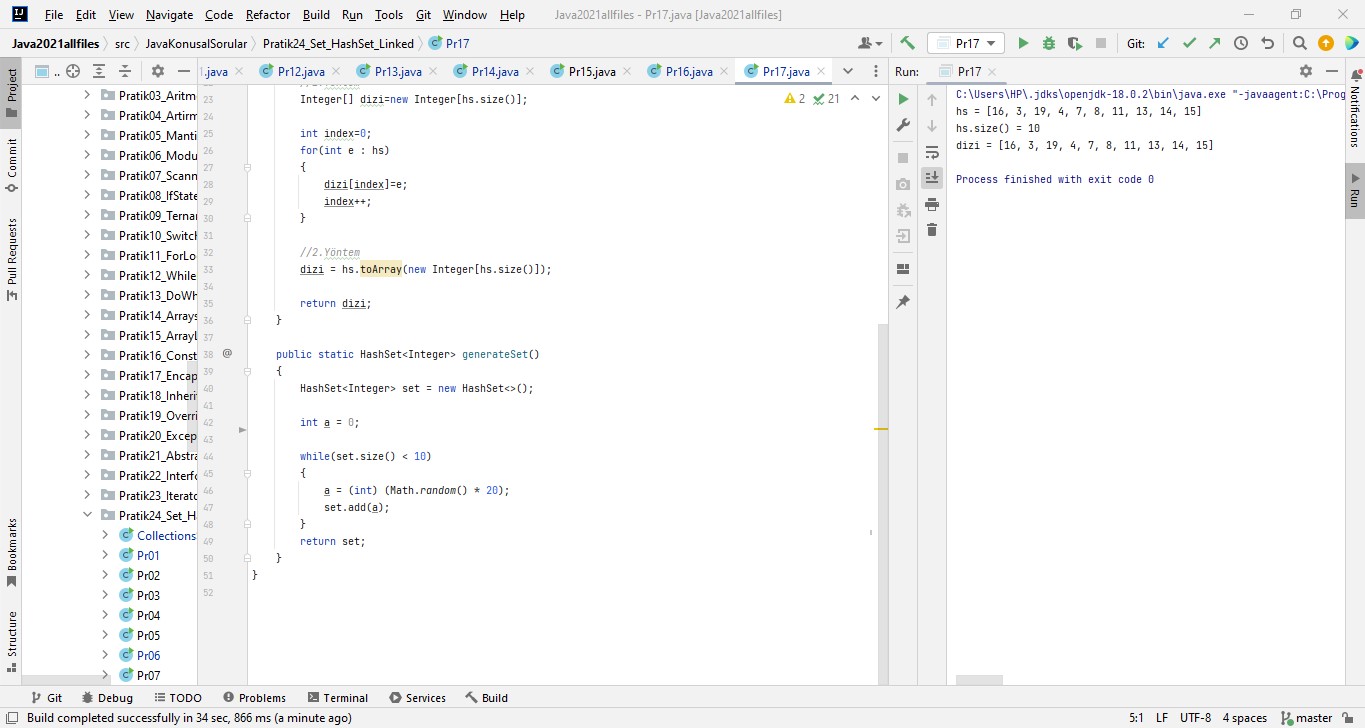 File Edit View Navigate Code Refactor Build Run Tools Git Window Help Java2021allfiles - Pr17.java [Java2021allfiles]
Java2021allfiles src JavaKonusalSorular Pratik24_Set_HashSet_Linked Pr17
Pr17 Git:
.. 1.java Pr12.java Pr13.java Pr14.java Pr15.java Pr16.java Pr17.java
Run: Pr17
Project
Commit
Pull Requests
Bookmarks
Structure
Pratik03_Aritm
Pratik04_Artirm
Pratik05_Manti
Pratik06_Modu
Pratik07_Scann
Pratik08_IfState
Pratik09_Ternar
Pratik10_Switch
Pratik11_ForLo
Pratik12_While
Pratik13_DoWh
Pratik14_Arrays
Pratik15_ArrayL
Pratik16_Const
Pratik17_Encap
Pratik18_Inheri
Pratik19_Overri
Pratik20_Excep
Pratik21_Abstra
Pratik22_Interfa
Pratik23_Iterato
Pratik24_Set_H
Collections
Pr01
Pr02
Pr03
Pr04
Pr05
Pr06
Pr07
2 21
23 Integer[] dizi=new Integer[hs.size()];
24
25 int index=0;
26 for(int e : hs)
27 {
28 dizi[index]=e;
29 index++;
30 }
31
32 //2.Yöntem
33 dizi = hs.toArray(new Integer[hs.size()]);
34
35 return dizi;
36 }
37
38 @ public static HashSet<Integer> generateSet()
39 {
40 HashSet<Integer> set = new HashSet<>();
41
42 int a = 0;
43
44 while(set.size() < 10)
45 {
46 a = (int) (Math.random() * 20);
47 set.add(a);
48 }
49 return set;
50 }
51 }
52
C:\Users\HP\.jdks\openjdk-18.0.2\bin\java.exe "-javaagent:C:\Prog
hs = [16, 3, 19, 4, 7, 8, 11, 13, 14, 15]
hs.size() = 10
dizi = [16, 3, 19, 4, 7, 8, 11, 13, 14, 15]
Process finished with exit code 0
Notifications
Run
Git Debug TODO Problems Terminal Services Build
Build completed successfully in 34 sec, 866 ms (a minute ago) 5:1 LF UTF-8 4 spaces master